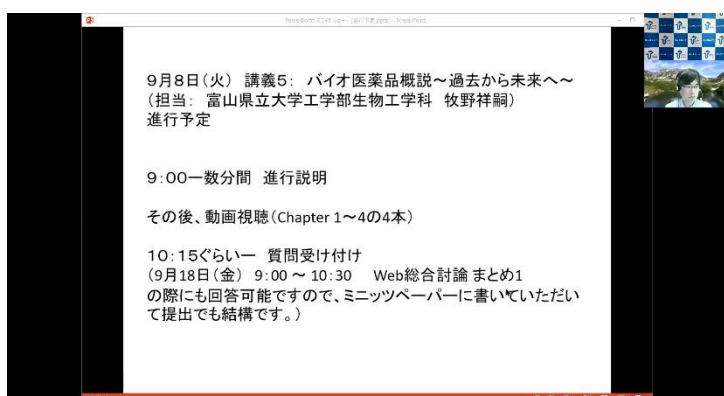 9月8日(火) 講義5: バイオ医薬品概説～過去から未来へ～
(担当: 富山県立大学工学部生物工学科 牧野祥嗣)
進行予定
9:00ー数分間 進行説明
その後、動画視聴(Chapter 1～4の4本)
10:15ぐらいー 質問受け付け
(9月18日(金) 9:00 ～ 10:30 Web総合討論 まとめ1
の際にも回答可能ですので、ミニッツペーパーに書いていただい
て提出でも結構です。)